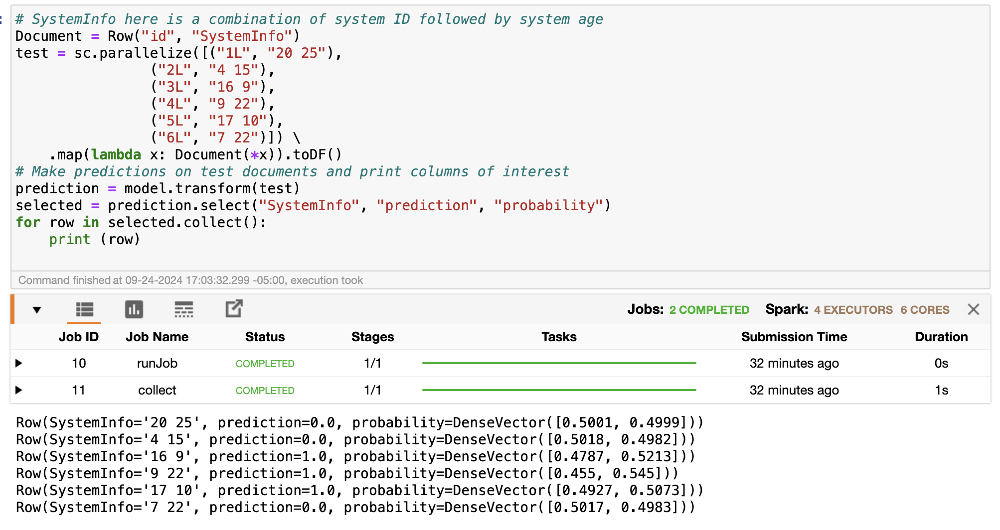 # SystemInfo here is a combination of system ID followed by system age
Document = Row("id", "SystemInfo")
test = sc.parallelize([("1L", "20 25"),
                ("2L", "4 15"),
                ("3L", "16 9"),
                ("4L", "9 22"),
                ("5L", "17 10"),
                ("6L", "7 22")]) \
    .map(lambda x: Document(*x)).toDF()
# Make predictions on test documents and print columns of interest
prediction = model.transform(test)
selected = prediction.select("SystemInfo", "prediction", "probability")
for row in selected.collect():
    print (row)
Command finished at 09-24-2024 17:03:32.299 -05:00, execution took
Jobs: 2 COMPLETED Spark: 4 EXECUTORS 6 CORES
Job ID Job Name Status Stages Tasks Submission Time Duration
10 runJob COMPLETED 1/1 32 minutes ago 0s
11 collect COMPLETED 1/1 32 minutes ago 1s
Row(SystemInfo='20 25', prediction=0.0, probability=DenseVector([0.5001, 0.4999]))
Row(SystemInfo='4 15', prediction=0.0, probability=DenseVector([0.5018, 0.4982]))
Row(SystemInfo='16 9', prediction=1.0, probability=DenseVector([0.4787, 0.5213]))
Row(SystemInfo='9 22', prediction=1.0, probability=DenseVector([0.455, 0.545]))
Row(SystemInfo='17 10', prediction=1.0, probability=DenseVector([0.4927, 0.5073]))
Row(SystemInfo='7 22', prediction=0.0, probability=DenseVector([0.5017, 0.4983]))